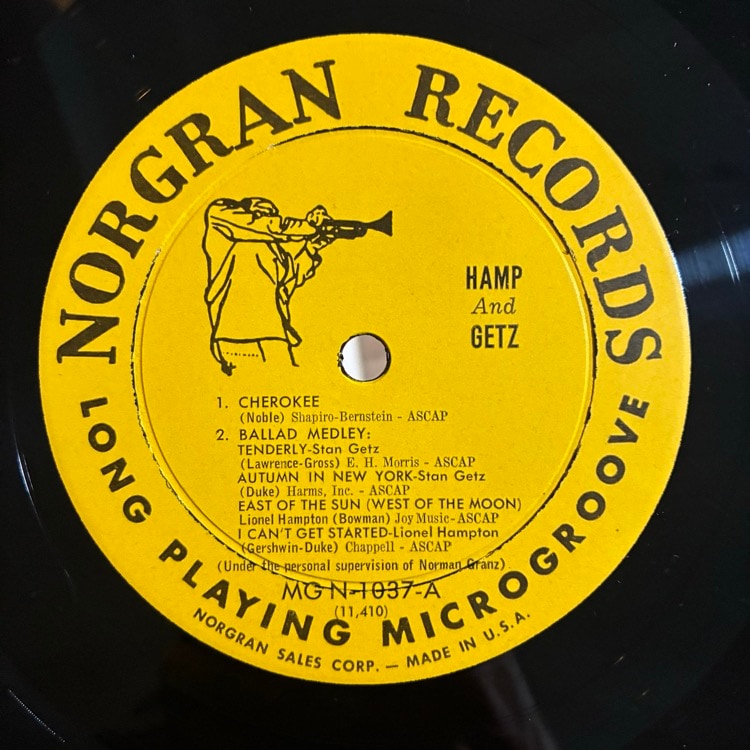 NORGRAN RECORDS
HAMP
And
GETZ
1. CHEROKEE
(Noble) Shapiro-Bernstein - ASCAP
2. BALLAD MEDLEY:
TENDERLY-Stan Getz
(Lawrence-Gross) E. H. Morris - ASCAP
AUTUMN IN NEW YORK-Stan Getz
(Duke) Harms, Inc. - ASCAP
EAST OF THE SUN (WEST OF THE MOON)
Lionel Hampton (Bowman) Joy Music-ASCAP
I CAN'T GET STARTED-Lionel Hampton
(Gershwin-Duke) Chappell - ASCAP
(Under the personal supervision of Norman Granz)
MG N-1037-A
(11,410)
LONG PLAYING MICROGROOVE
NORGRAN SALES CORP. — MADE IN U.S.A.